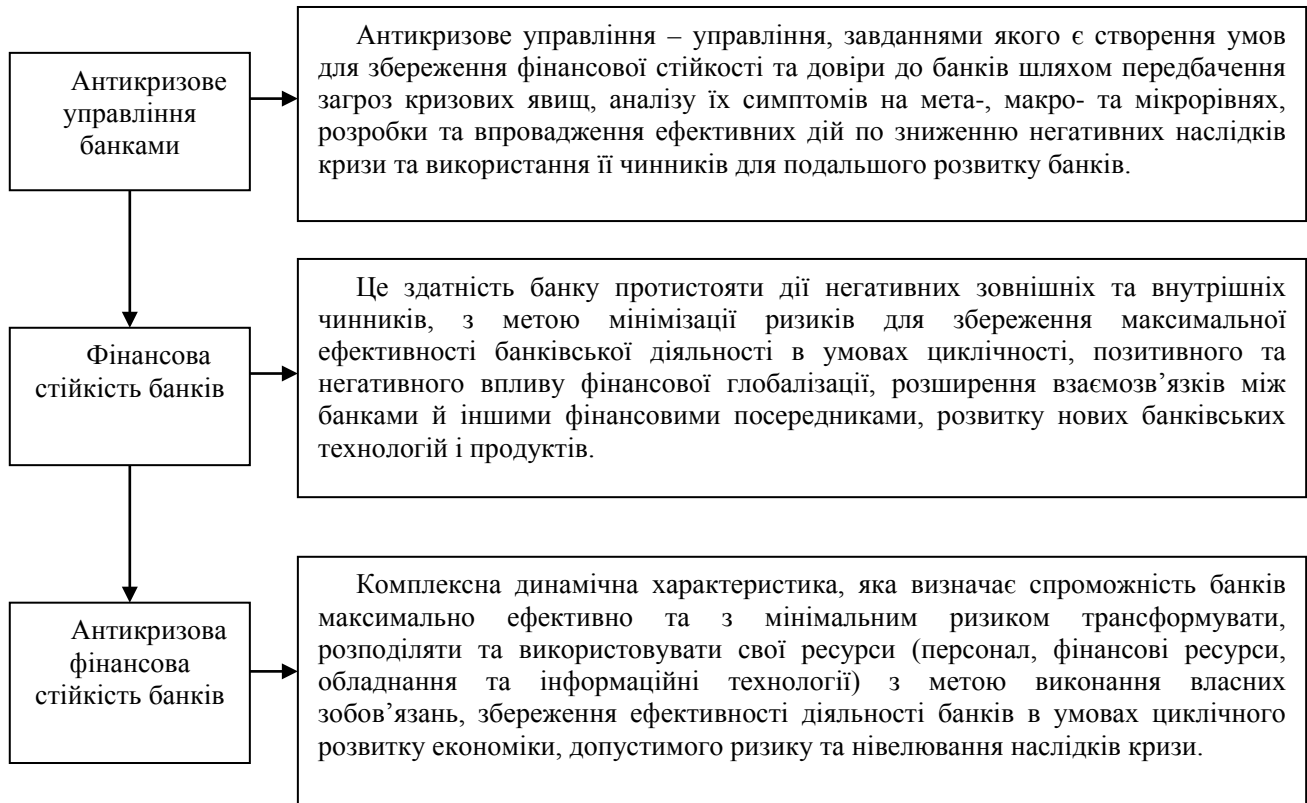 Антикризове
управління
банками
Антикризове управління – управління, завданнями якого є створення умов
для збереження фінансової стійкості та довіри до банків шляхом передбачення
загроз кризових явищ, аналізу їх симптомів на мета-, макро- та мікрорівнях,
розробки та впровадження ефективних дій по зниженню негативних наслідків
кризи та використання її чинників для подальшого розвитку банків.
Фінансова
стійкість банків
Це здатність банку протистояти дії негативних зовнішніх та внутрішніх
чинників, з метою мінімізації ризиків для збереження максимальної
ефективності банківської діяльності в умовах циклічності, позитивного та
негативного впливу фінансової глобалізації, розширення взаємозв’язків між
банками й іншими фінансовими посередниками, розвитку нових банківських
технологій і продуктів.
Антикризова
фінансова
стійкість банків
Комплексна динамічна характеристика, яка визначає спроможність банків
максимально ефективно та з мінімальним ризиком трансформувати,
розподіляти та використовувати свої ресурси (персонал, фінансові ресурси,
обладнання та інформаційні технології) з метою виконання власних
зобов’язань, збереження ефективності діяльності банків в умовах циклічного
розвитку економіки, допустимого ризику та нівелювання наслідків кризи.